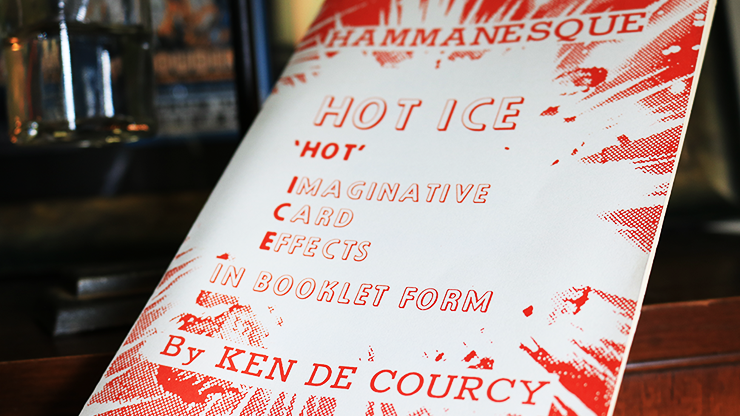 HAMMANESQUE
HOT ICE
'HOT'
IMAGINATIVE
CARD
EFFECTS
IN BOOKLET FORM
By KEN DE COURCY